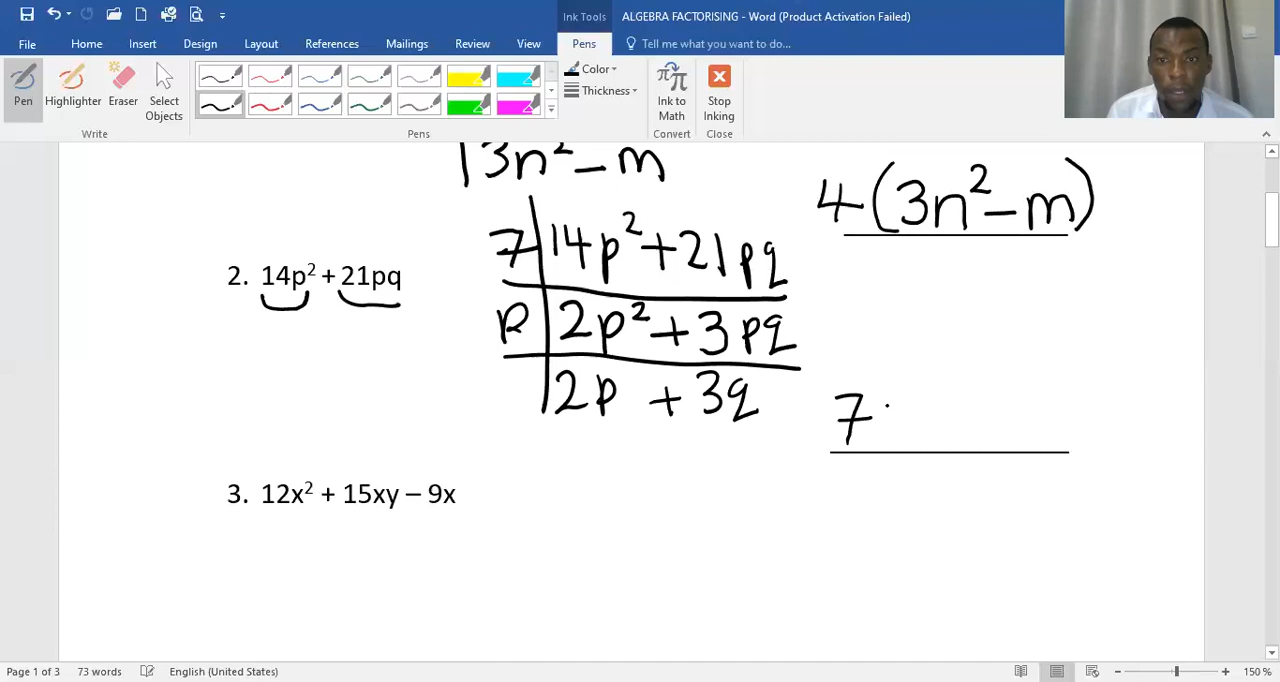 ALGEBRA FACTORISING - Word (Product Activation Failed)
Ink Tools
File Home Insert Design Layout References Mailings Review View Pens Tell me what you want to do...
Pen Highlighter Eraser Select Objects
Color
Thickness
Ink to Math
Stop Inking
Write Pens Convert Close
3n² – m
4(3n² – m)
7 14p² + 21pq
2. 14p² + 21pq
p 2p² + 3pq
2p + 3q
7
3. 12x² + 15xy – 9x
Page 1 of 3 73 words English (United States) 150 %